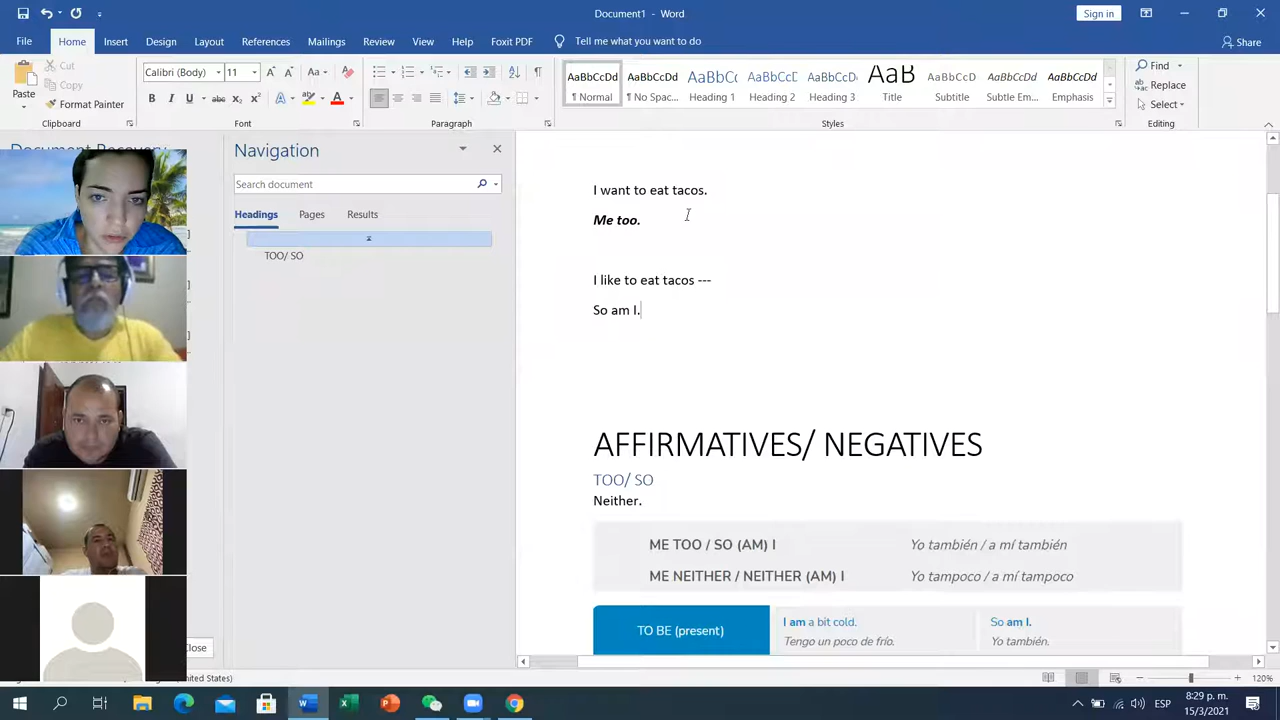 Document1 - Word
Sign in
File Home Insert Design Layout References Mailings Review View Help Foxit PDF Tell me what you want to do Share
Cut
Copy
Paste
Format Painter
Clipboard
Calibri (Body) 11
Font
Paragraph
AaBbCcDd AaBbCcDd AaBbCc AaBbCcD AaBbCcDd AaB AaBbCcD AaBbCcDd AaBbCcDd
¶ Normal ¶ No Spac... Heading 1 Heading 2 Heading 3 Title Subtitle Subtle Em... Emphasis
Styles
Find
Replace
Select
Editing
Document Recovery
Navigation
Search document
Headings Pages Results
TOO/ SO
I want to eat tacos.
Me too.
I like to eat tacos ---
So am I.
AFFIRMATIVES/ NEGATIVES
TOO/ SO
Neither.
ME TOO / SO (AM) I Yo también / a mí también
ME NEITHER / NEITHER (AM) I Yo tampoco / a mí tampoco
TO BE (present) I am a bit cold. So am I.
Tengo un poco de frío. Yo también.
120%
ESP
8:29 p. m.
15/3/2021